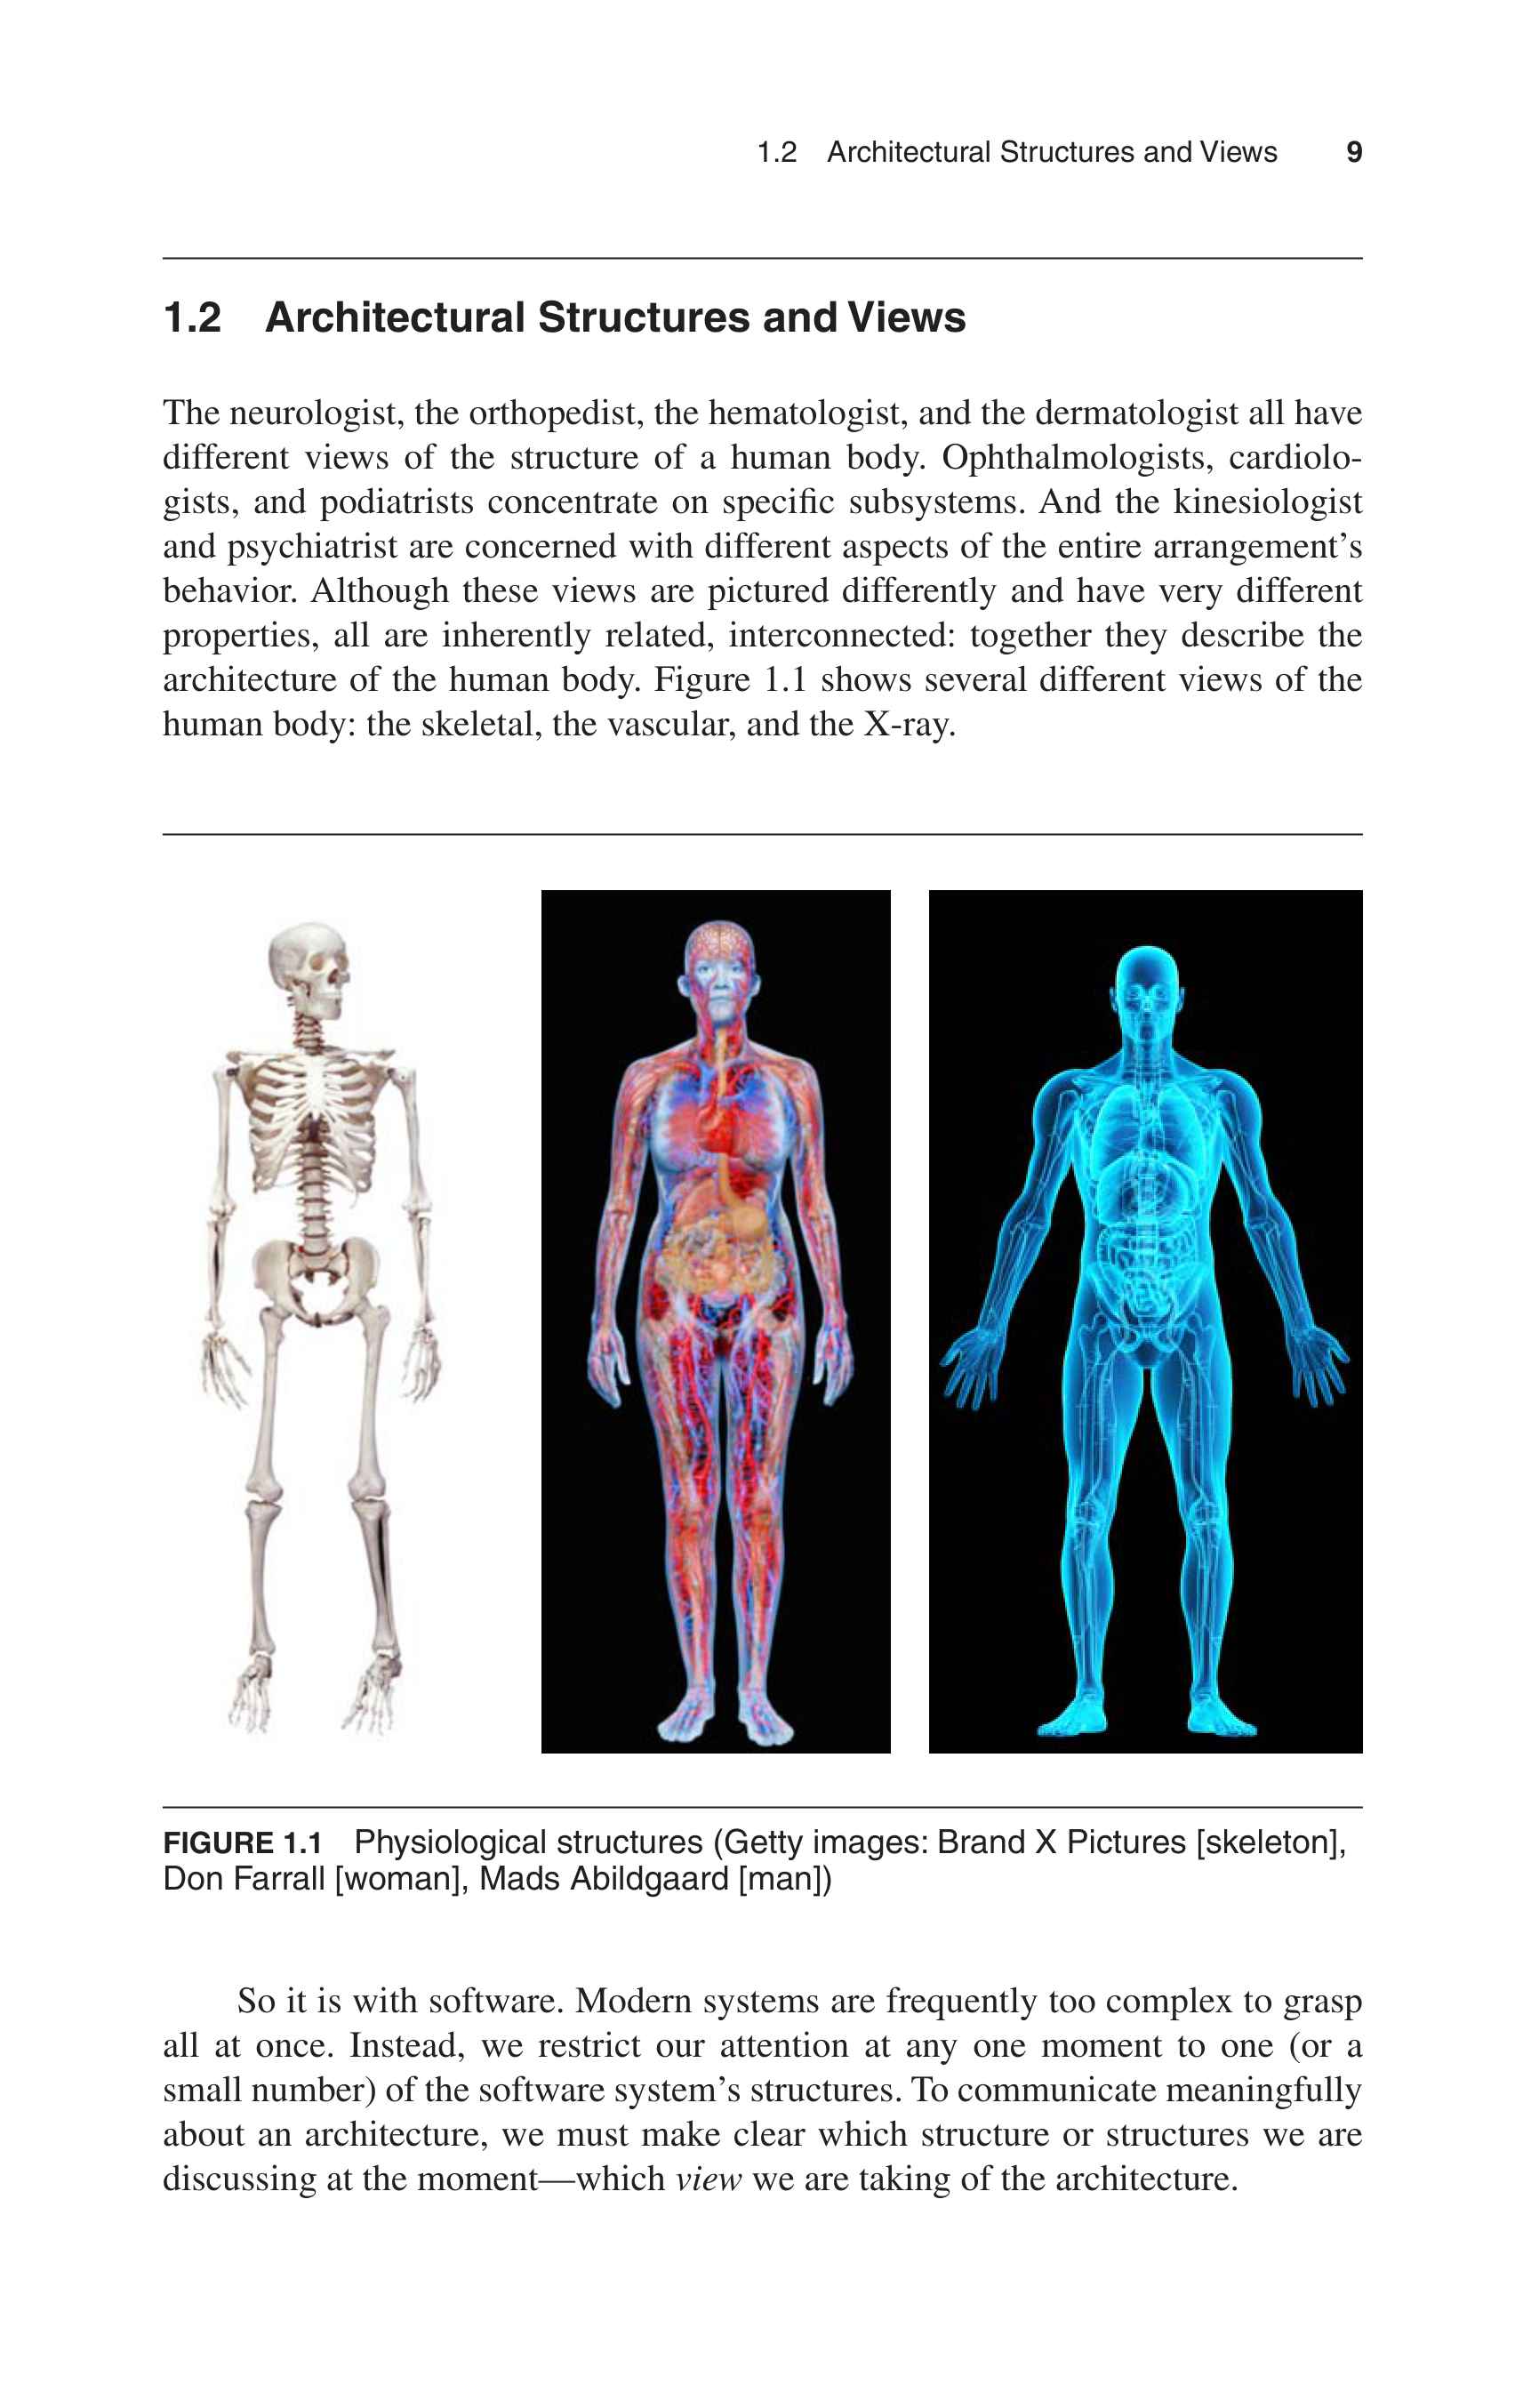 1.2 Architectural Structures and Views 9
1.2 Architectural Structures and Views
The neurologist, the orthopedist, the hematologist, and the dermatologist all have
different views of the structure of a human body. Ophthalmologists, cardiolo-
gists, and podiatrists concentrate on specific subsystems. And the kinesiologist
and psychiatrist are concerned with different aspects of the entire arrangement’s
behavior. Although these views are pictured differently and have very different
properties, all are inherently related, interconnected: together they describe the
architecture of the human body. Figure 1.1 shows several different views of the
human body: the skeletal, the vascular, and the X-ray.
FIGURE 1.1 Physiological structures (Getty images: Brand X Pictures [skeleton],
Don Farrall [woman], Mads Abildgaard [man])
So it is with software. Modern systems are frequently too complex to grasp
all at once. Instead, we restrict our attention at any one moment to one (or a
small number) of the software system’s structures. To communicate meaningfully
about an architecture, we must make clear which structure or structures we are
discussing at the moment—which view we are taking of the architecture.